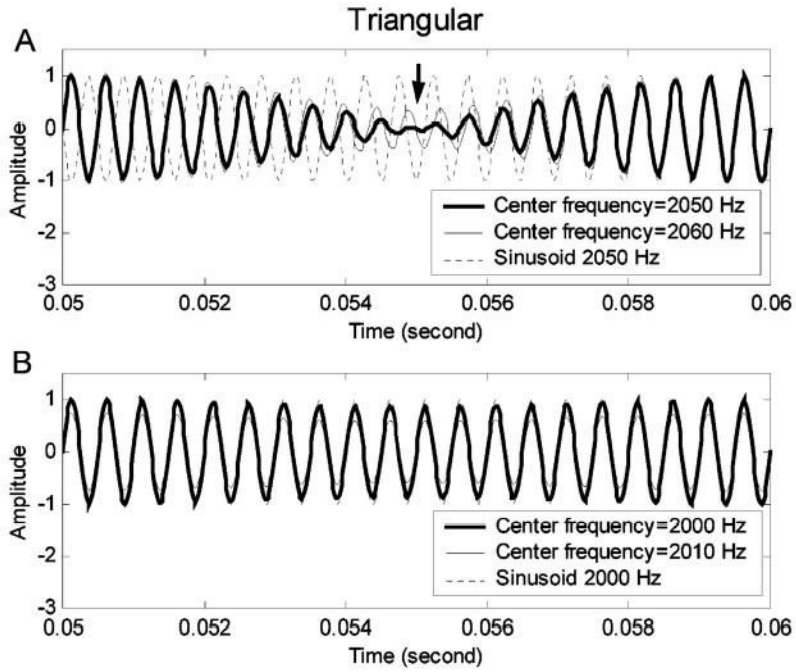 Triangular
A
1
0
-1
-2
-3
Amplitude
Center frequency=2050 Hz
Center frequency=2060 Hz
Sinusoid 2050 Hz
0.05 0.052 0.054 0.056 0.058 0.06
Time (second)
B
1
0
-1
-2
-3
Amplitude
Center frequency=2000 Hz
Center frequency=2010 Hz
Sinusoid 2000 Hz
0.05 0.052 0.054 0.056 0.058 0.06
Time (second)